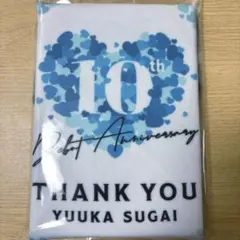 10th
Debut Anniversary
THANK YOU
YUUKA SUGAI